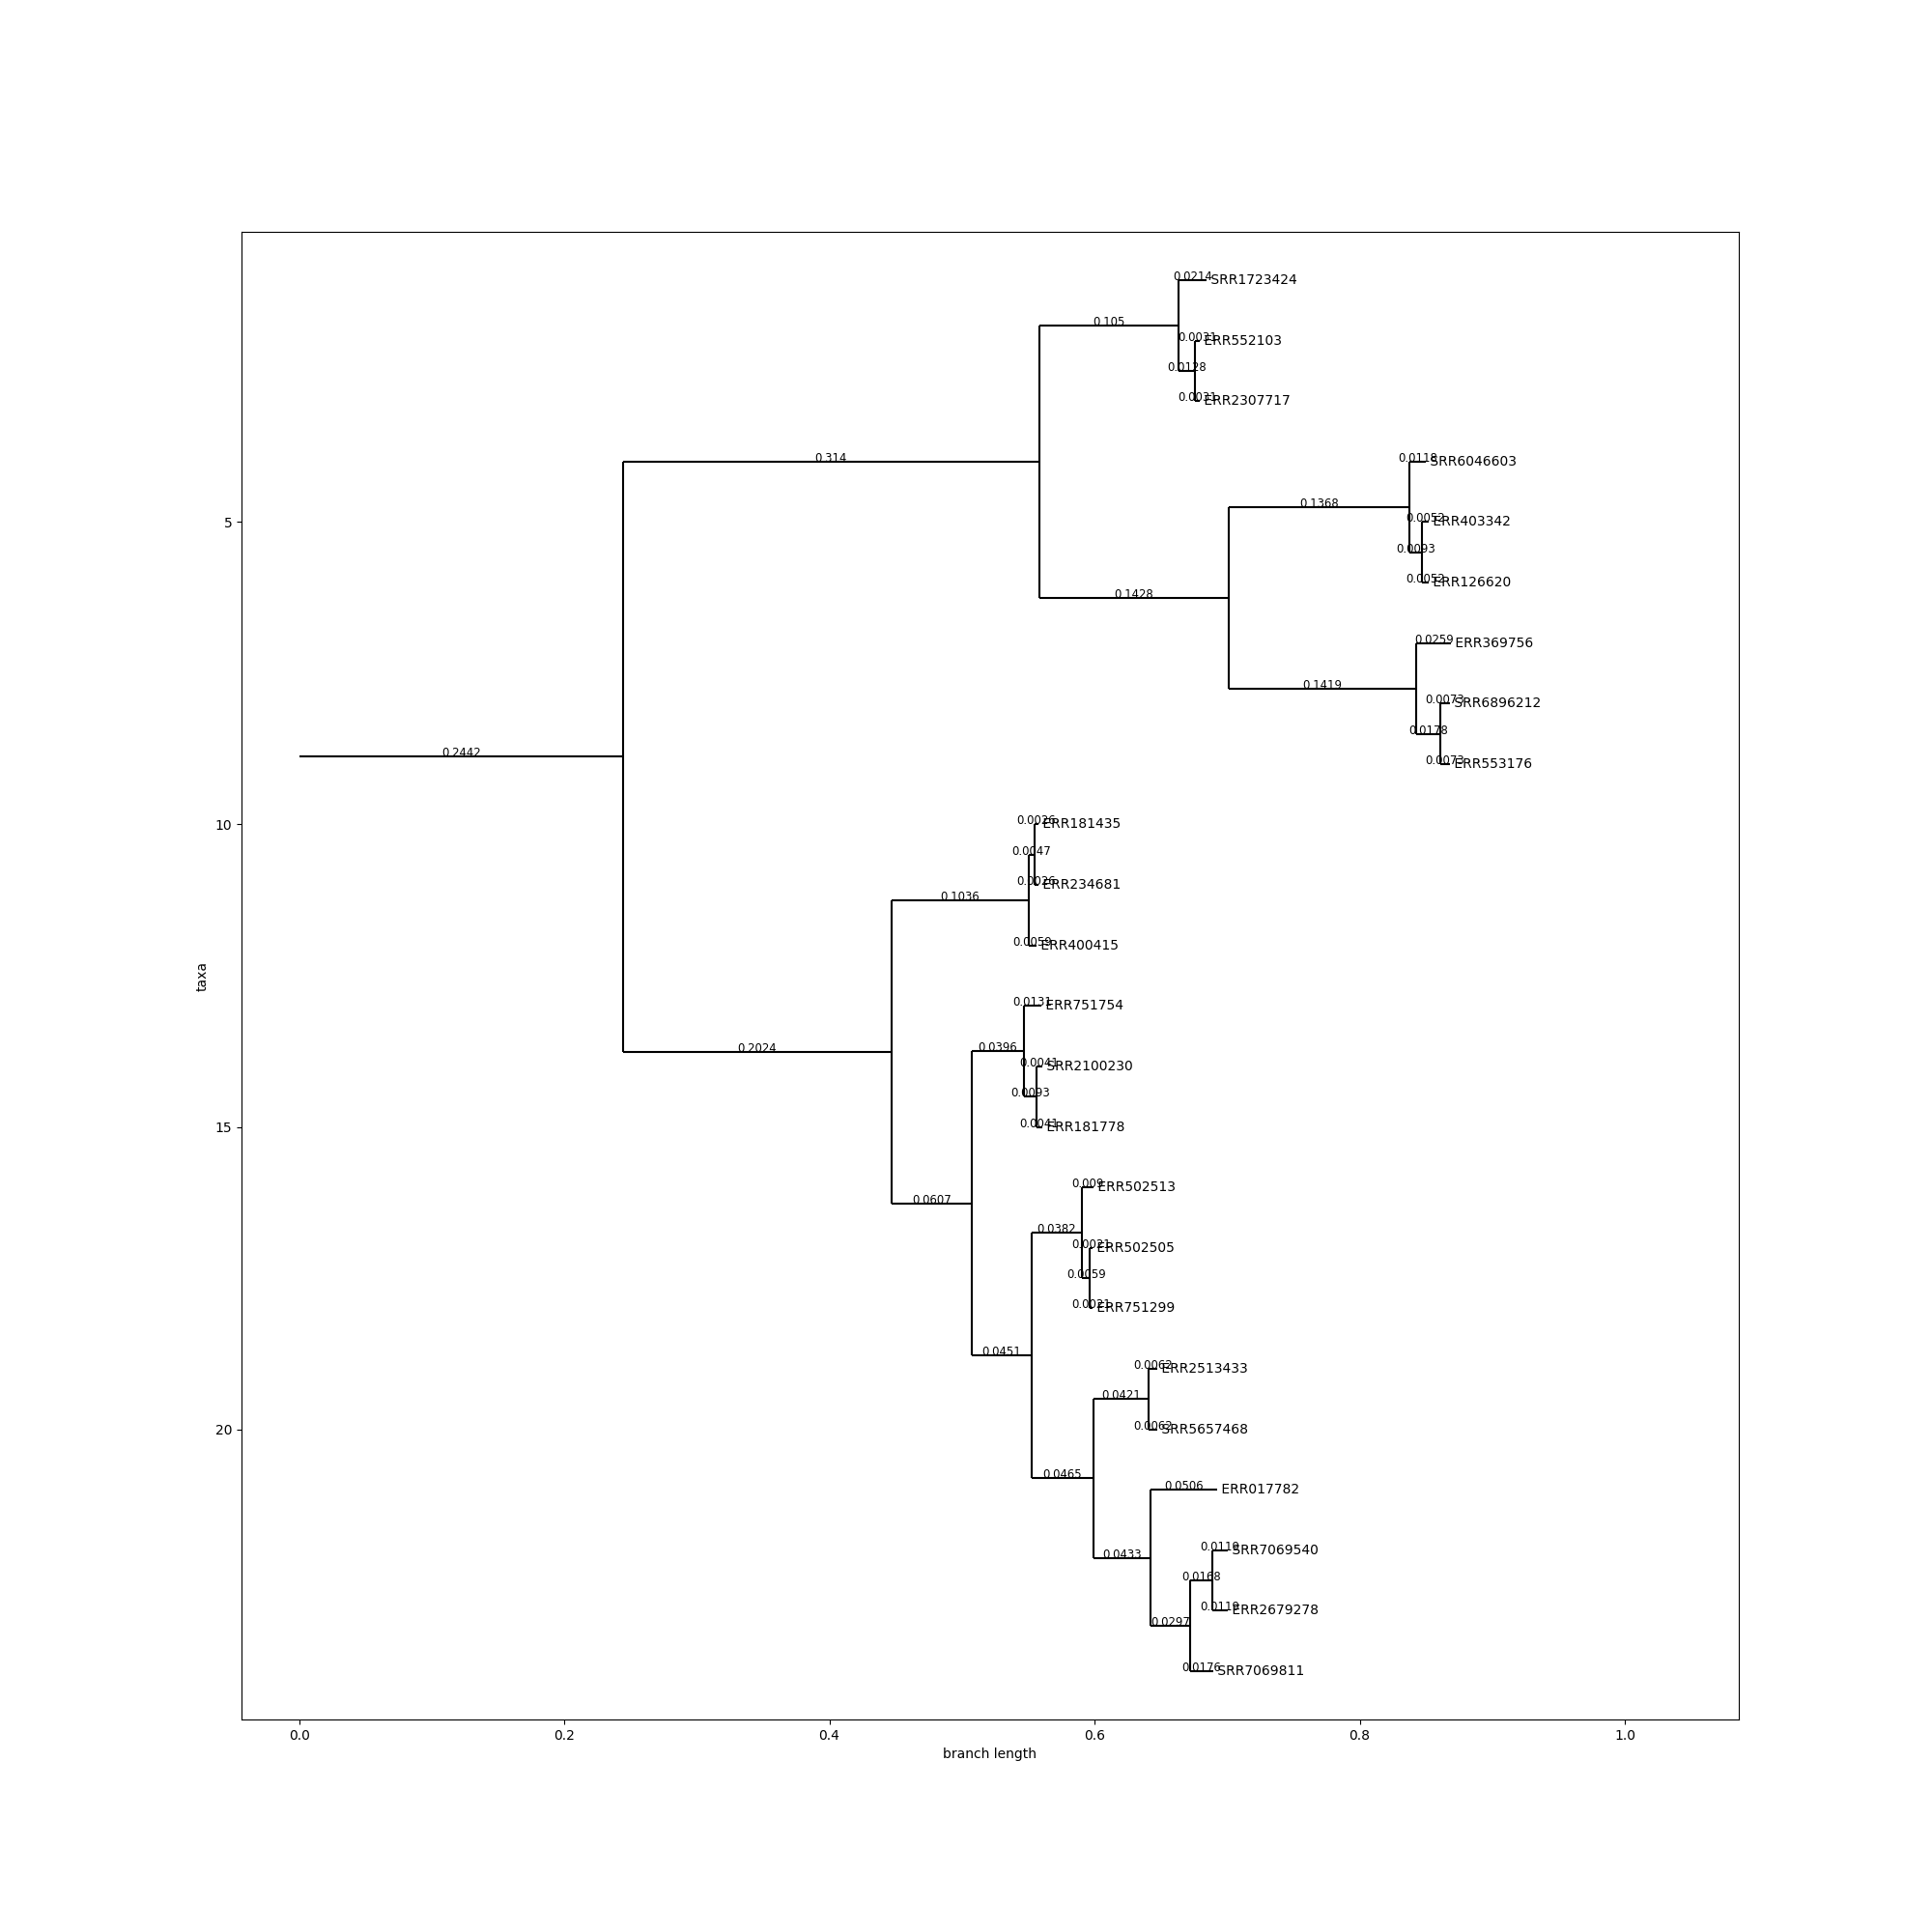 0.0214 SRR1723424
0.105
0.0031 ERR552103
0.0128
0.0031 ERR2307717
0.314
0.0118 SRR6046603
0.1368
5
0.0052 ERR403342
0.0093
0.0052 ERR126620
0.1428
0.0259 ERR369756
0.1419
0.0073 SRR6896212
0.0178
0.2442
0.0073 ERR553176
10
0.0026 ERR181435
0.0047
0.0026 ERR234681
0.1036
0.0059 ERR400415
taxa
0.0131 ERR751754
0.2024
0.0396
0.0041 SRR2100230
0.0093
15
0.0041 ERR181778
0.009 ERR502513
0.0607
0.0382
0.0021 ERR502505
0.0059
0.0021 ERR751299
0.0451
0.0062 ERR2513433
0.0421
20
0.0062 SRR5657468
0.0465
0.0506 ERR017782
0.0119 SRR7069540
0.0433
0.0168
0.0119 ERR2679278
0.0297
0.0176 SRR7069811
0.0 0.2 0.4 0.6 0.8 1.0
branch length